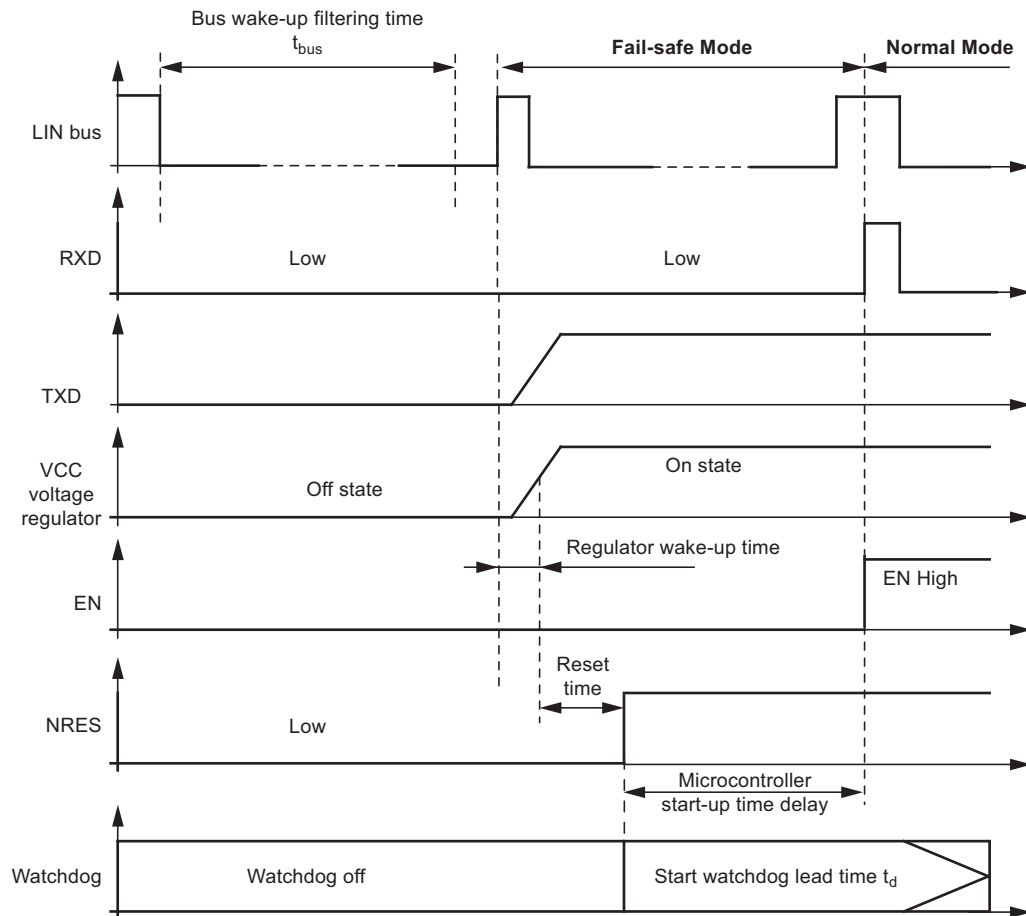 Bus wake-up filtering time
tbus
Fail-safe Mode
Normal Mode
LIN bus
RXD
Low
Low
TXD
VCC
voltage
regulator
Off state
On state
Regulator wake-up time
EN
EN High
Reset
time
NRES
Low
Microcontroller
start-up time delay
Watchdog
Watchdog off
Start watchdog lead time td